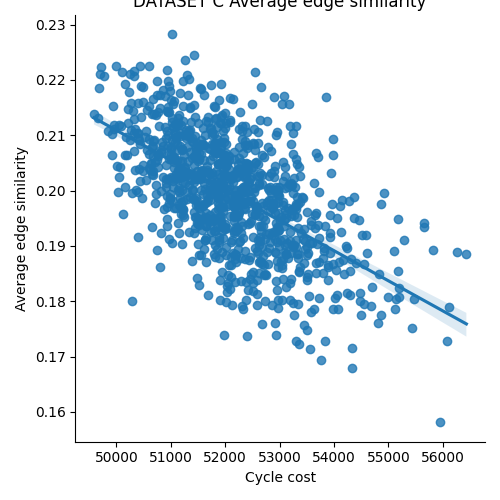 DATASET C Average edge similarity
0.23
0.22
0.21
0.20
0.19
0.18
0.17
0.16
Average edge similarity
50000 51000 52000 53000 54000 55000 56000
Cycle cost